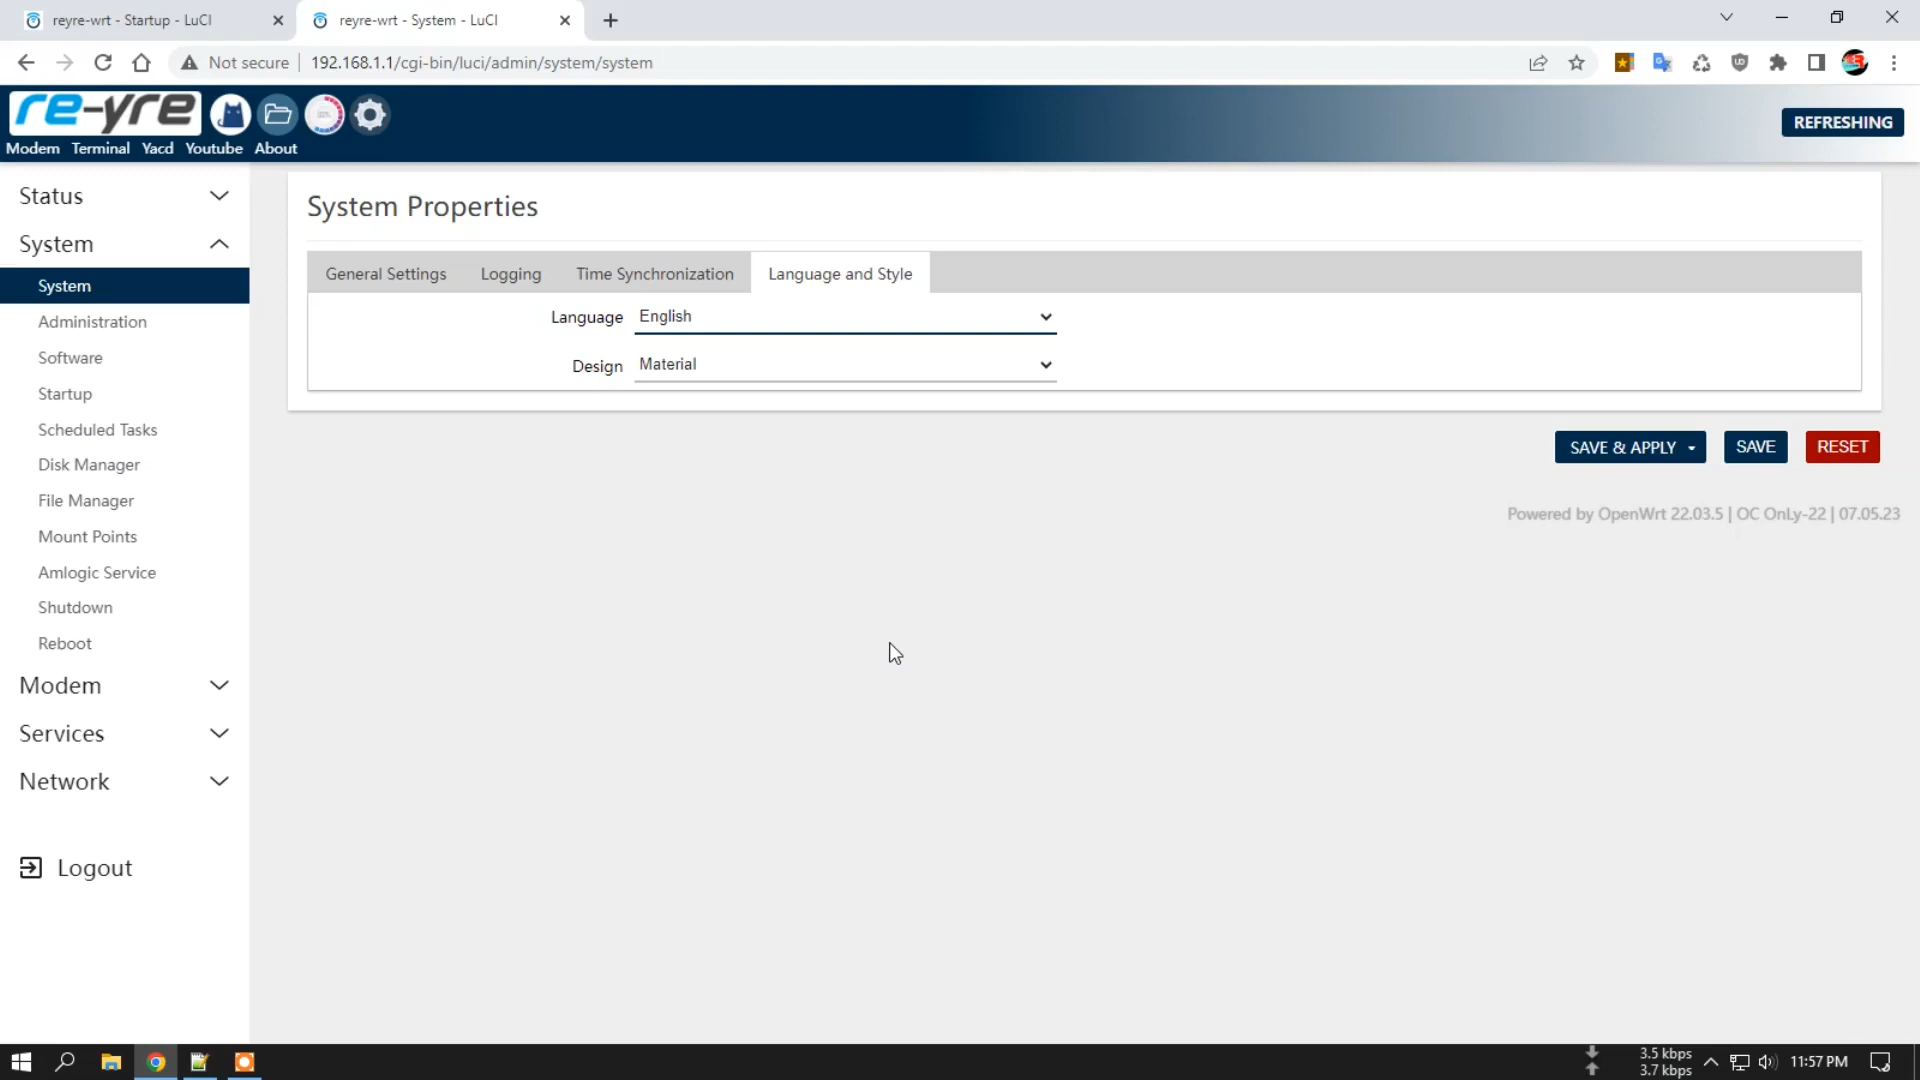 reyre-wrt - Startup - LuCI
reyre-wrt - System - LuCI
Not secure
192.168.1.1/cgi-bin/luci/admin/system/system
re-yre
REFRESHING
Modem Terminal Yacd Youtube About
Status
System
System
Administration
Software
Startup
Scheduled Tasks
Disk Manager
File Manager
Mount Points
Amlogic Service
Shutdown
Reboot
Modem
Services
Network
Logout
System Properties
General Settings Logging Time Synchronization Language and Style
Language English
Design Material
SAVE & APPLY SAVE RESET
Powered by OpenWrt 22.03.5 | OC OnLy-22 | 07.05.23
3.5 kbps
3.7 kbps
11:57 PM